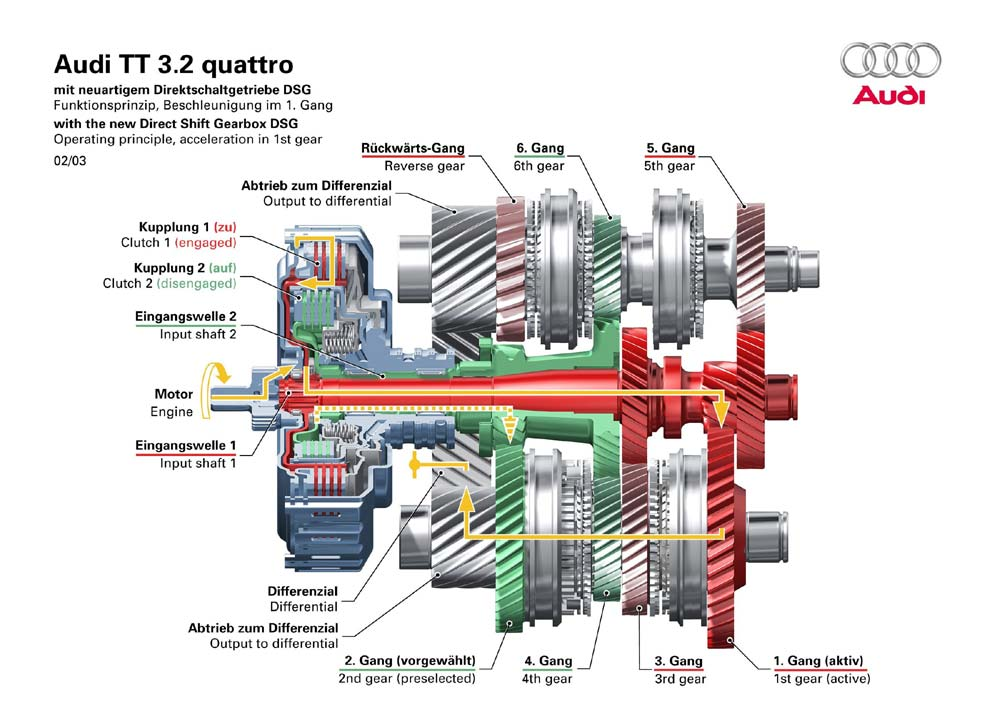 Audi TT 3.2 quattro
mit neuartigem Direktschaltgetriebe DSG
Funktionsprinzip, Beschleunigung im 1. Gang
with the new Direct Shift Gearbox DSG
Operating principle, acceleration in 1st gear
02/03
Audi
Rückwärts-Gang
Reverse gear
6. Gang
6th gear
5. Gang
5th gear
Abtrieb zum Differenzial
Output to differential
Kupplung 1 (zu)
Clutch 1 (engaged)
Kupplung 2 (auf)
Clutch 2 (disengaged)
Eingangswelle 2
Input shaft 2
Motor
Engine
Eingangswelle 1
Input shaft 1
Differenzial
Differential
Abtrieb zum Differenzial
Output to differential
2. Gang (vorgewählt)
2nd gear (preselected)
4. Gang
4th gear
3. Gang
3rd gear
1. Gang (aktiv)
1st gear (active)